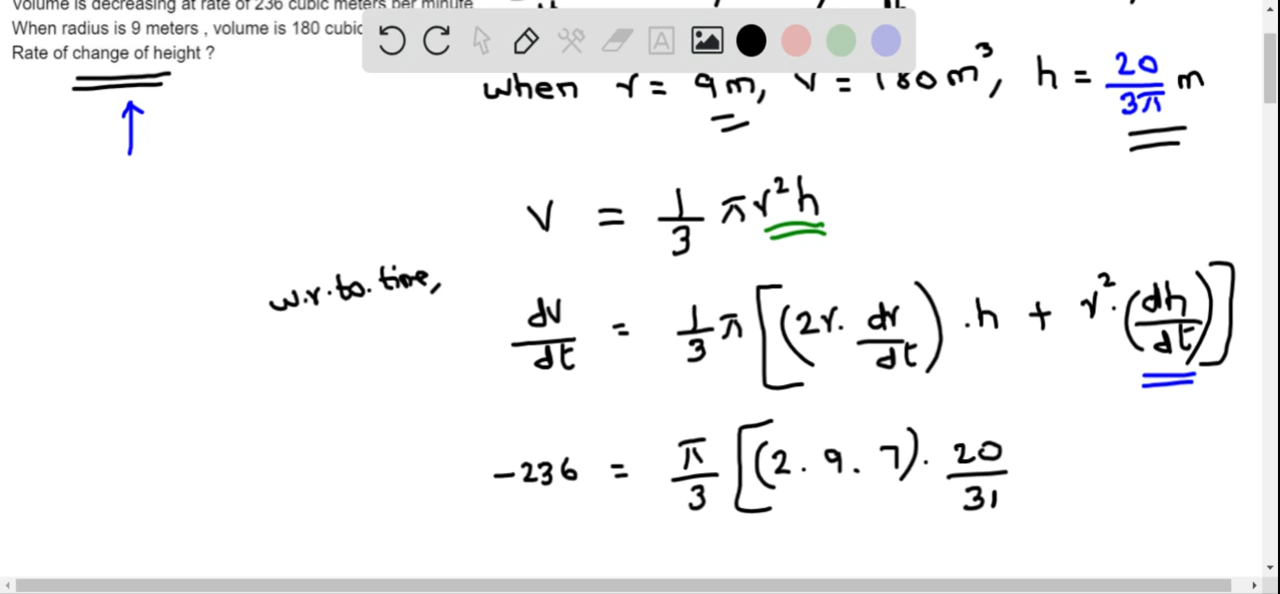 Volume is decreasing at rate of 236 cubic meters per minute
When radius is 9 meters , volume is 180 cubic
Rate of change of height ?
when r = 9m, V = 180m³, h = 20/3π m
V = 1/3 πr²h
w.r.to.time,
dv/dt = 1/3 π [(2r. dr/dt) .h + r². (dh/dt)]
-236 = π/3 [(2.9.7). 20/31